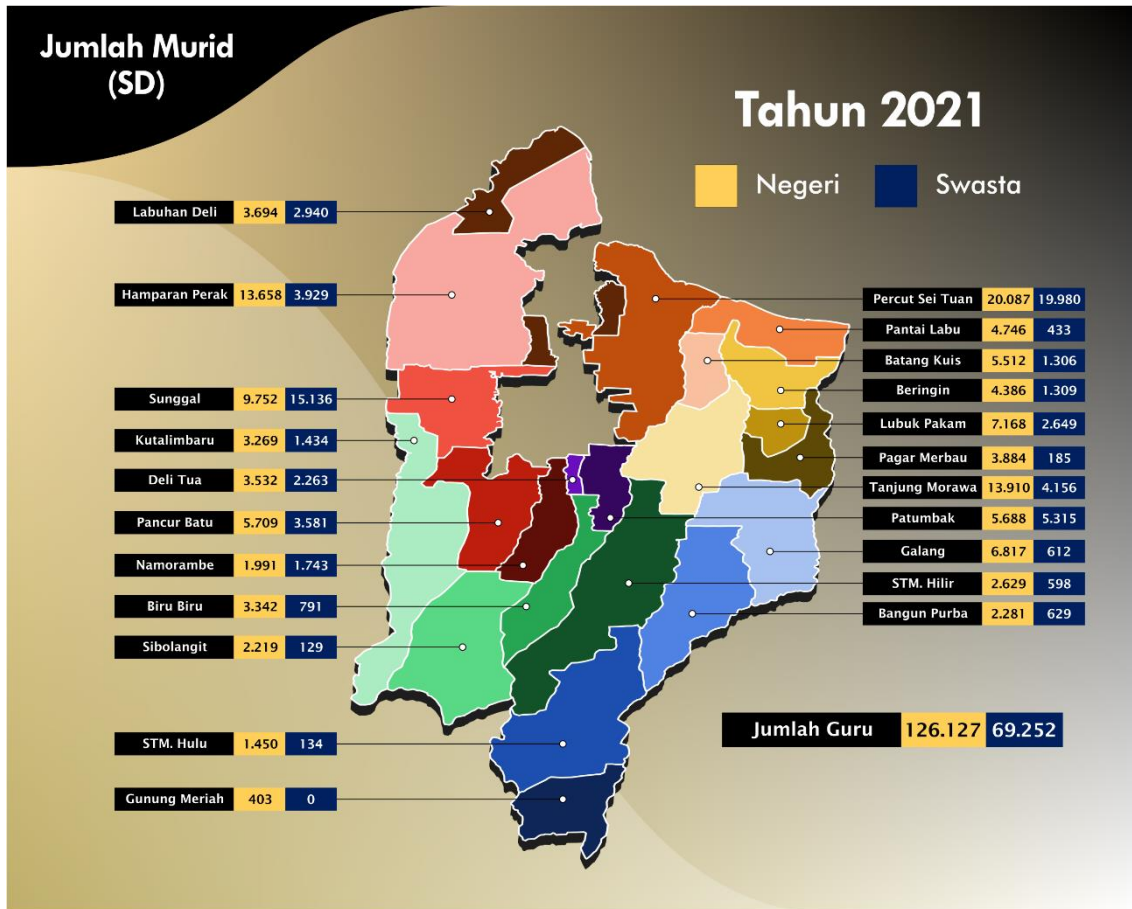 Jumlah Murid
(SD)
Tahun 2021
Negeri Swasta
Labuhan Deli 3.694 2.940
Hamparan Perak 13.658 3.929
Sunggal 9.752 15.136
Kutalimbaru 3.269 1.434
Deli Tua 3.532 2.263
Pancur Batu 5.709 3.581
Namorambe 1.991 1.743
Biru Biru 3.342 791
Sibolangit 2.219 129
STM. Hulu 1.450 134
Gunung Meriah 403 0
Percut Sei Tuan 20.087 19.980
Pantai Labu 4.746 433
Batang Kuis 5.512 1.306
Beringin 4.386 1.309
Lubuk Pakam 7.168 2.649
Pagar Merbau 3.884 185
Tanjung Morawa 13.910 4.156
Patumbak 5.688 5.315
Galang 6.817 612
STM. Hilir 2.629 598
Bangun Purba 2.281 629
Jumlah Guru 126.127 69.252